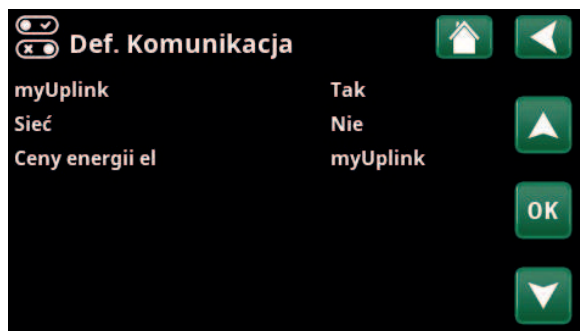 Def. Komunikacja
myUplink Tak
Sieć Nie
Ceny energii el myUplink
OK